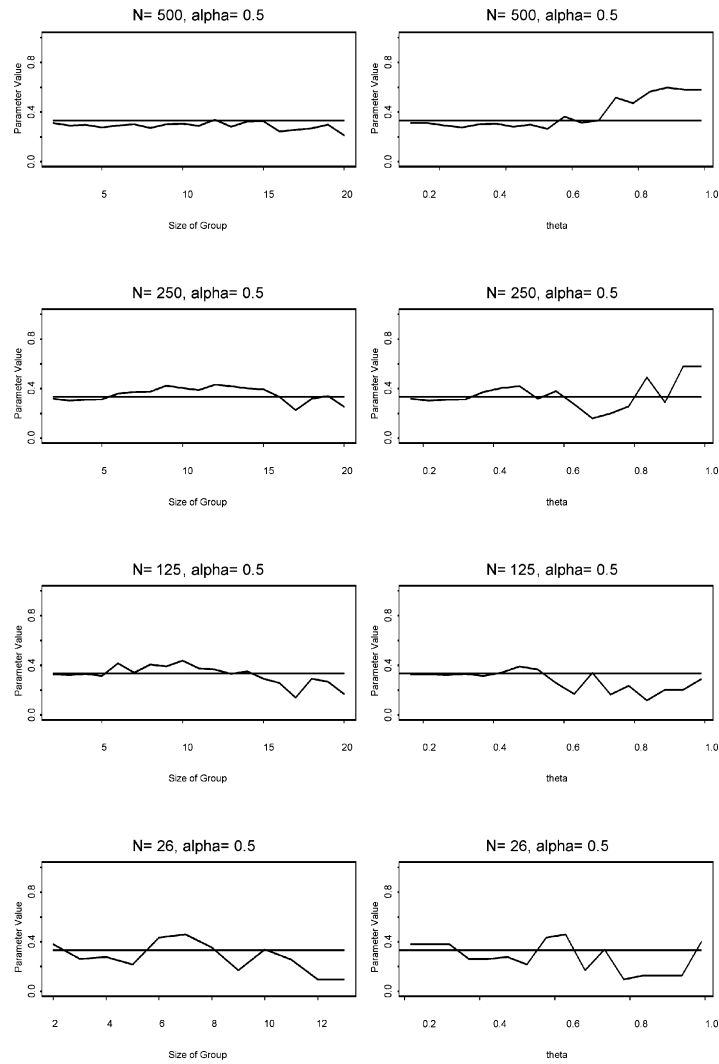 N= 500, alpha= 0.5
Parameter Value
0.0 0.4 0.8
5 10 15 20
Size of Group
N= 500, alpha= 0.5
Parameter Value
0.0 0.4 0.8
0.2 0.4 0.6 0.8 1.0
theta
N= 250, alpha= 0.5
Parameter Value
0.0 0.4 0.8
5 10 15 20
Size of Group
N= 250, alpha= 0.5
Parameter Value
0.0 0.4 0.8
0.2 0.4 0.6 0.8 1.0
theta
N= 125, alpha= 0.5
Parameter Value
0.0 0.4 0.8
5 10 15 20
Size of Group
N= 125, alpha= 0.5
Parameter Value
0.0 0.4 0.8
0.2 0.4 0.6 0.8 1.0
theta
N= 26, alpha= 0.5
Parameter Value
0.0 0.4 0.8
2 4 6 8 10 12
Size of Group
N= 26, alpha= 0.5
Parameter Value
0.0 0.4 0.8
0.2 0.4 0.6 0.8 1.0
theta